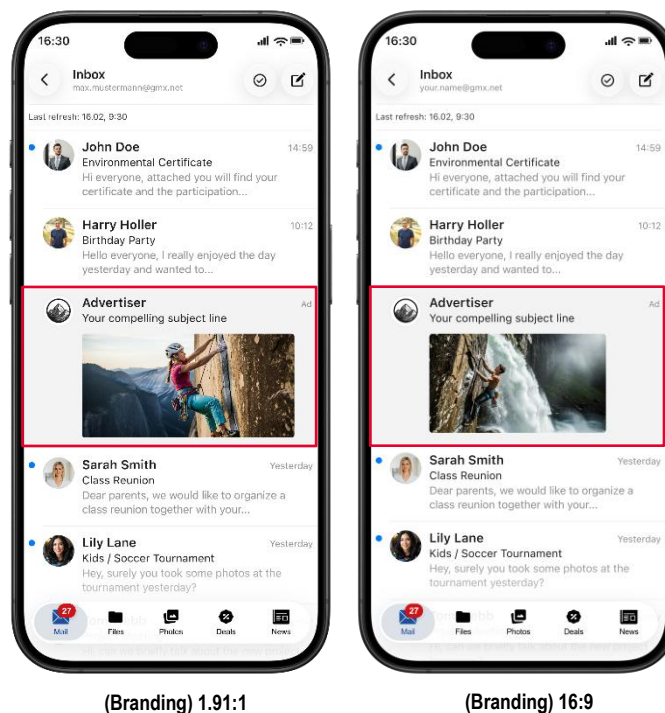 16:30
Inbox
max.mustermann@gmx.net
Last refresh: 16.02, 9:30
John Doe
14:59
Environmental Certificate
Hi everyone, attached you will find your
certificate and the participation...
Harry Holler
10:12
Birthday Party
Hello everyone, I really enjoyed the day
yesterday and wanted to...
Advertiser
Ad
Your compelling subject line
Sarah Smith
Yesterday
Class Reunion
Dear parents, we would like to organize a
class reunion together with your...
Lily Lane
Yesterday
Kids / Soccer Tournament
Hey, surely you took some photos at the
tournament yesterday?
27
Mail
Files
Photos
Deals
News
(Branding) 1.91:1
16:30
Inbox
your.name@gmx.net
Last refresh: 16.02, 9:30
John Doe
14:59
Environmental Certificate
Hi everyone, attached you will find your
certificate and the participation...
Harry Holler
10:12
Birthday Party
Hello everyone, I really enjoyed the day
yesterday and wanted to...
Advertiser
Ad
Your compelling subject line
Sarah Smith
Yesterday
Class Reunion
Dear parents, we would like to organize a
class reunion together with your...
Lily Lane
Yesterday
Kids / Soccer Tournament
Hey, surely you took some photos at the
tournament yesterday?
27
Mail
Files
Photos
Deals
News
(Branding) 16:9